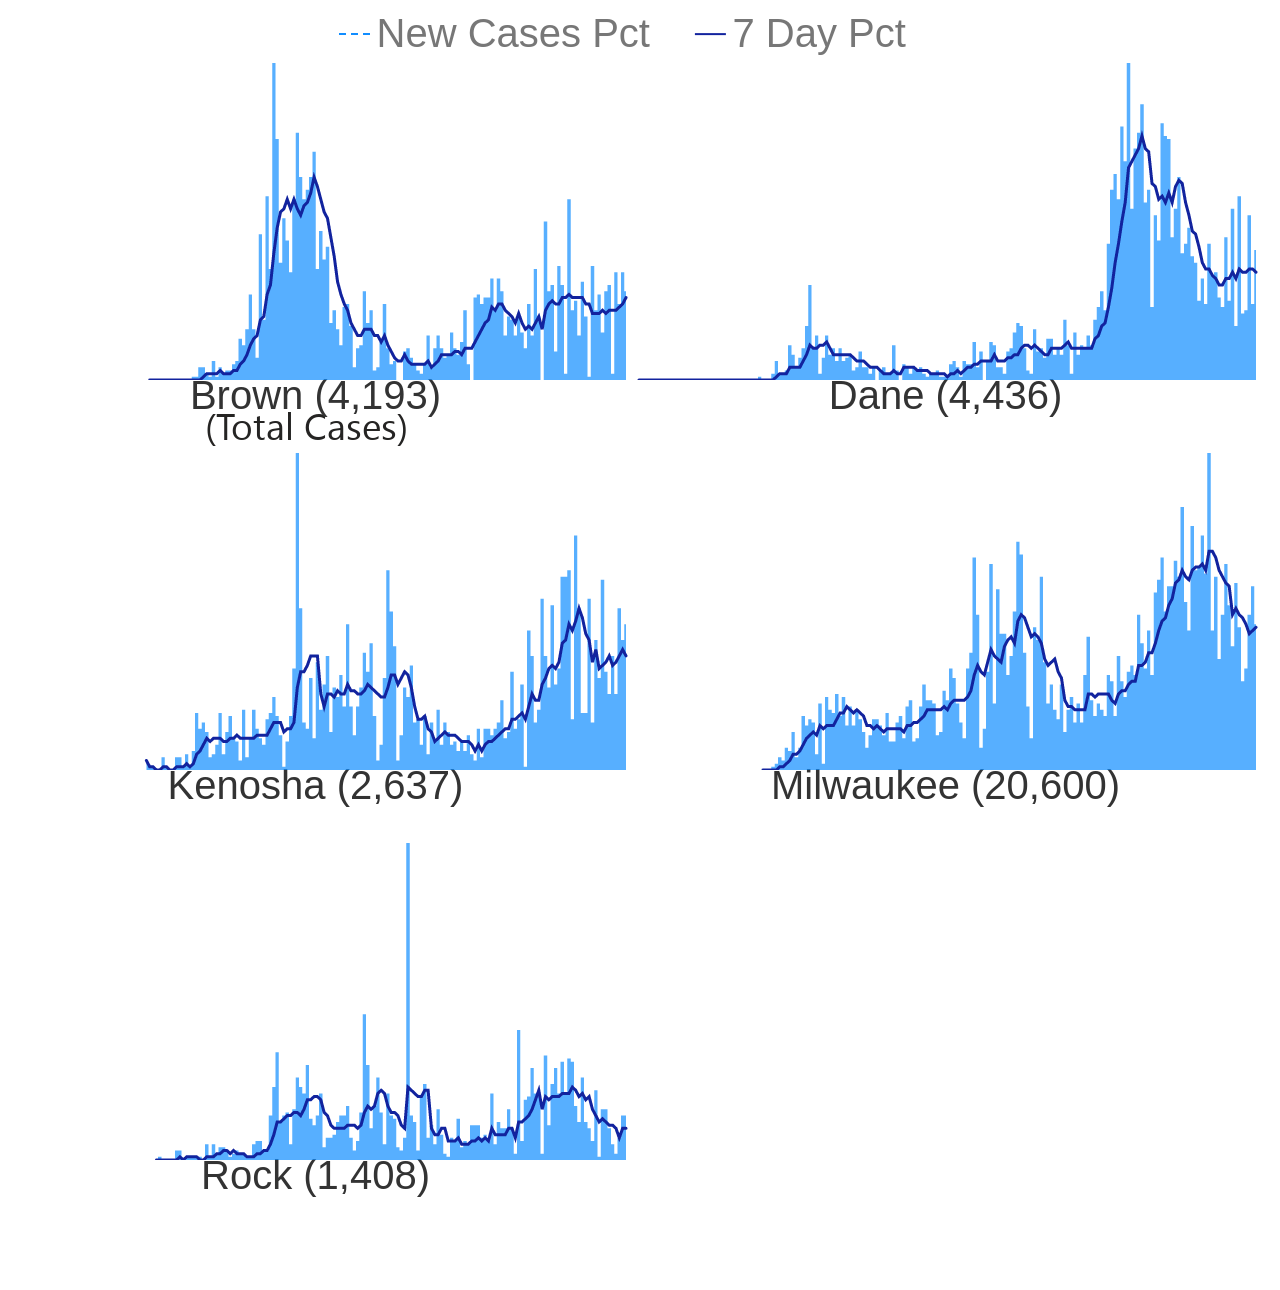 New Cases Pct 7 Day Pct
Brown (4,193) Dane (4,436)
(Total Cases)
Kenosha (2,637) Milwaukee (20,600)
Rock (1,408)